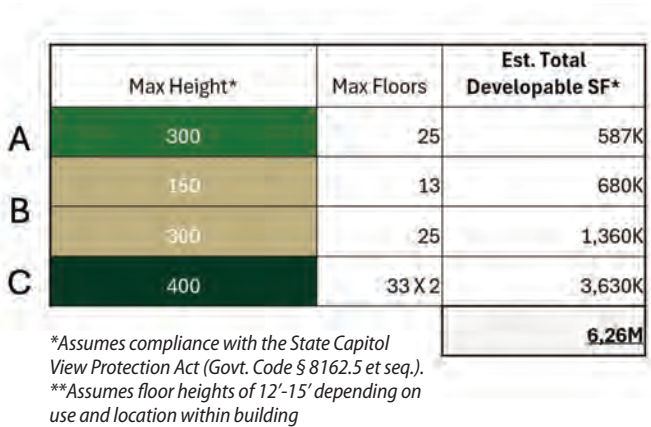 Max Height* Max Floors Est. Total Developable SF*
A 300 25 587K
150 13 680K
B
300 25 1,360K
C 400 33 X 2 3,630K
6,26M
*Assumes compliance with the State Capitol
View Protection Act (Govt. Code § 8162.5 et seq.).
**Assumes floor heights of 12'-15' depending on
use and location within building